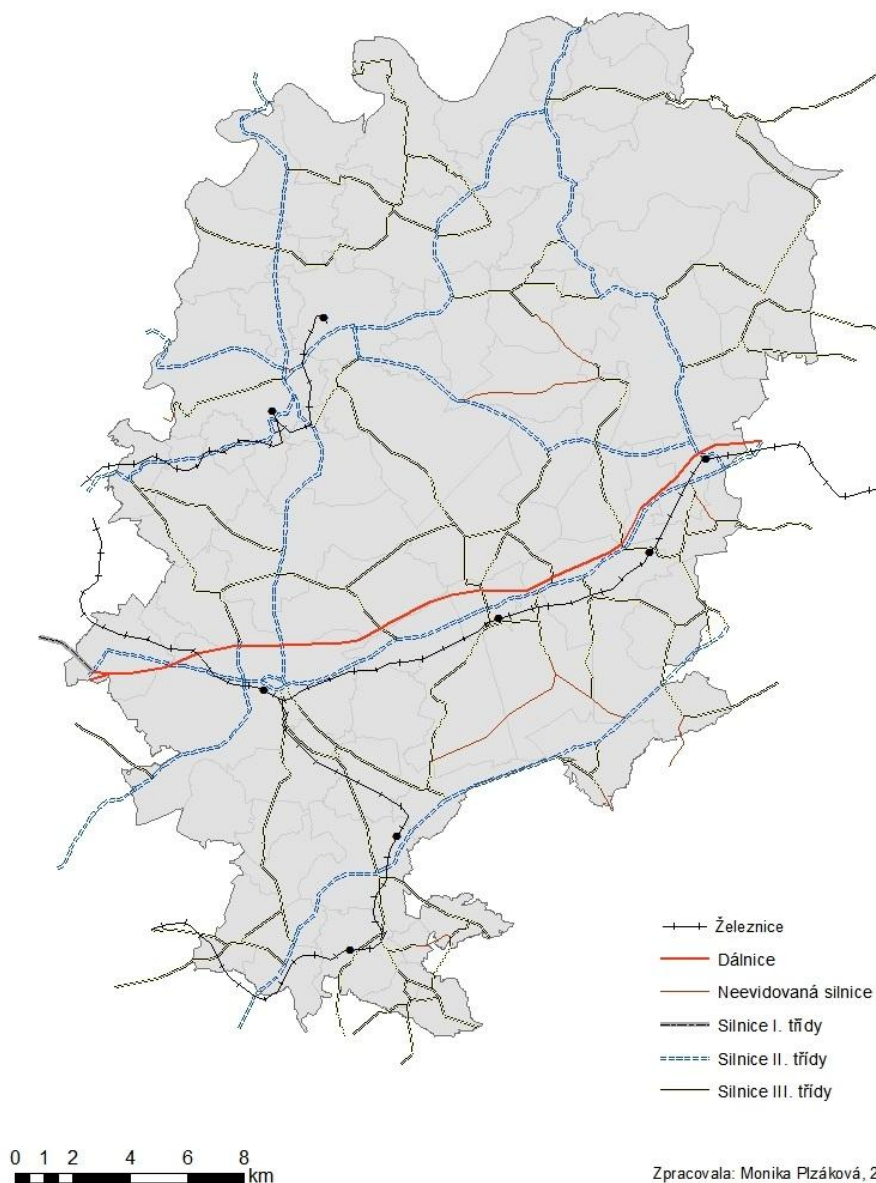 Železnice
Dálnice
Neevidovaná silnice
Silnice I. třídy
Silnice II. třídy
Silnice III. třídy
0 1 2 4 6 8
km
Zpracovala: Monika Plzáková, 2